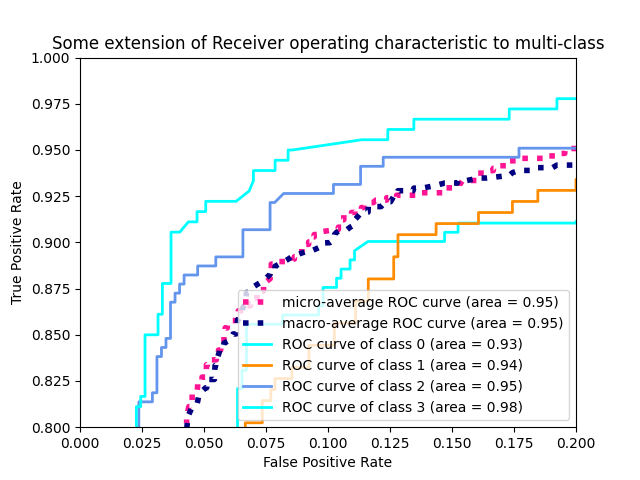 Some extension of Receiver operating characteristic to multi-class
True Positive Rate
1.000
0.975
0.950
0.925
0.900
0.875
0.850
0.825
0.800
micro-average ROC curve (area = 0.95)
macro-average ROC curve (area = 0.95)
ROC curve of class 0 (area = 0.93)
ROC curve of class 1 (area = 0.94)
ROC curve of class 2 (area = 0.95)
ROC curve of class 3 (area = 0.98)
0.000 0.025 0.050 0.075 0.100 0.125 0.150 0.175 0.200
False Positive Rate